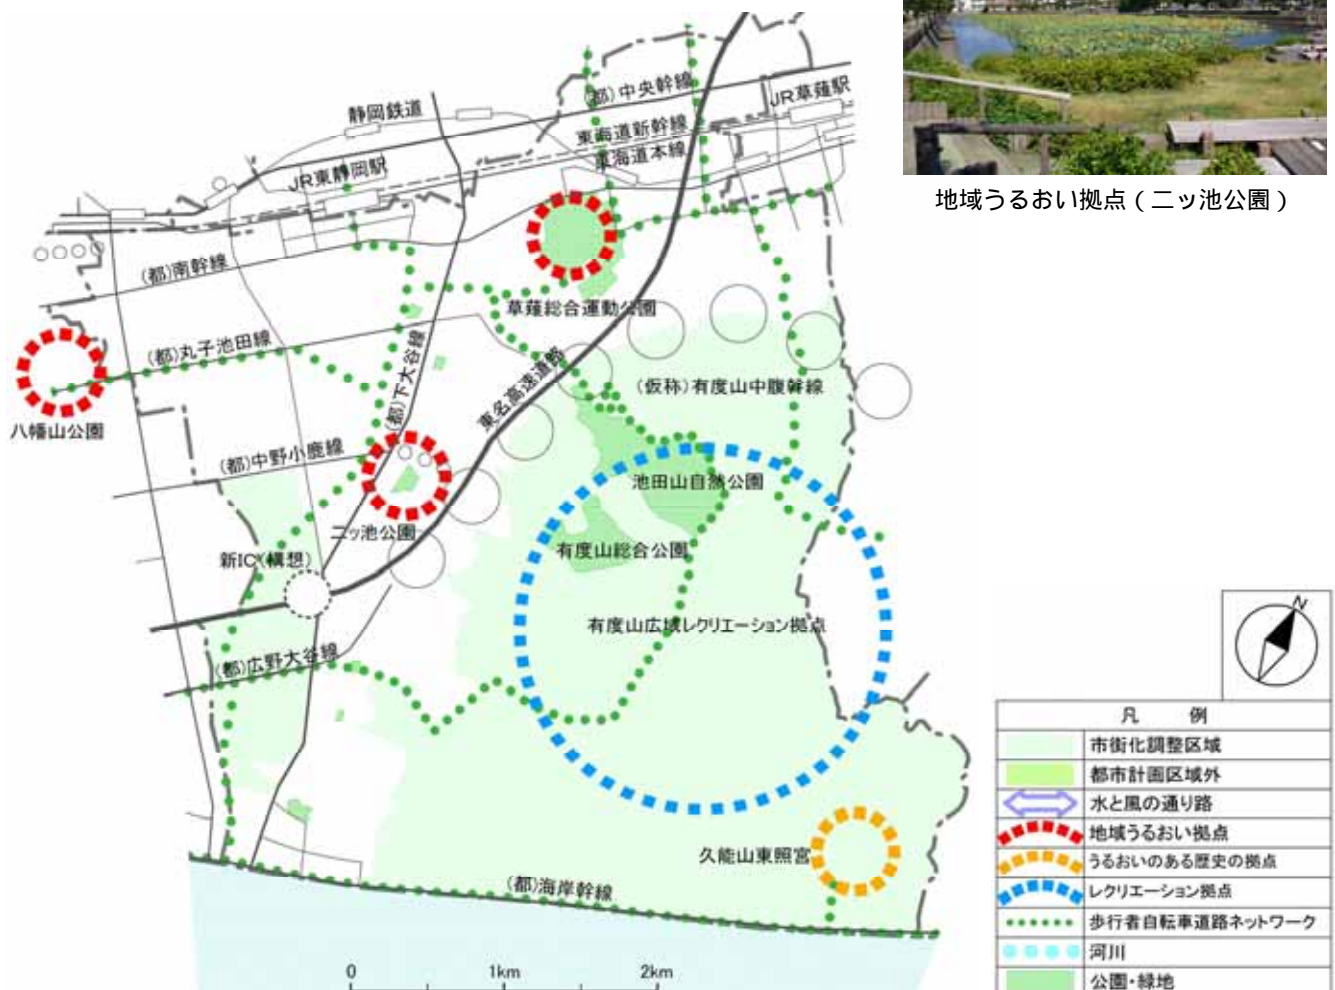 静岡鉄道
(都)中央幹線
JR草薙駅
東海道新幹線
東海道本線
JR東静岡駅
地域うるおい拠点(二ッ池公園)
(都)南幹線
草薙総合運動公園
(都)丸子池田線
(都)下大谷線
東名高速道路
(仮称)有度山中腹幹線
八幡山公園
(都)中野小鹿線
池田山自然公園
二ッ池公園
有度山総合公園
新IC(構想)
有度山広域レクリエーション拠点
(都)広野大谷線
久能山東照宮
(都)海岸幹線
0 1km 2km
N
凡 例
市街化調整区域
都市計画区域外
水と風の通り路
地域うるおい拠点
うるおいのある歴史の拠点
レクリエーション拠点
歩行者自転車道路ネットワーク
河川
公園・緑地